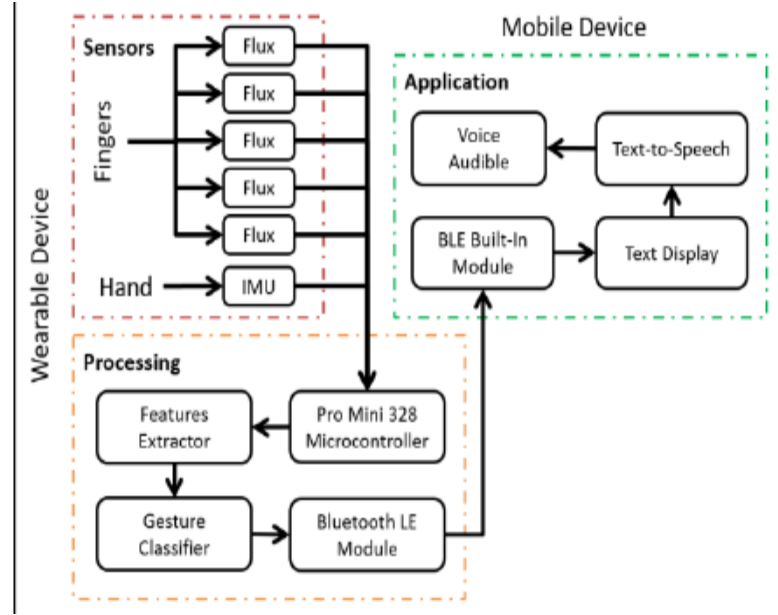 Mobile Device
Wearable Device
Sensors
Fingers
Flux
Flux
Flux
Flux
Flux
Hand
IMU
Application
Voice
Audible
Text-to-Speech
BLE Built-In
Module
Text Display
Processing
Features
Extractor
Pro Mini 328
Microcontroller
Gesture
Classifier
Bluetooth LE
Module